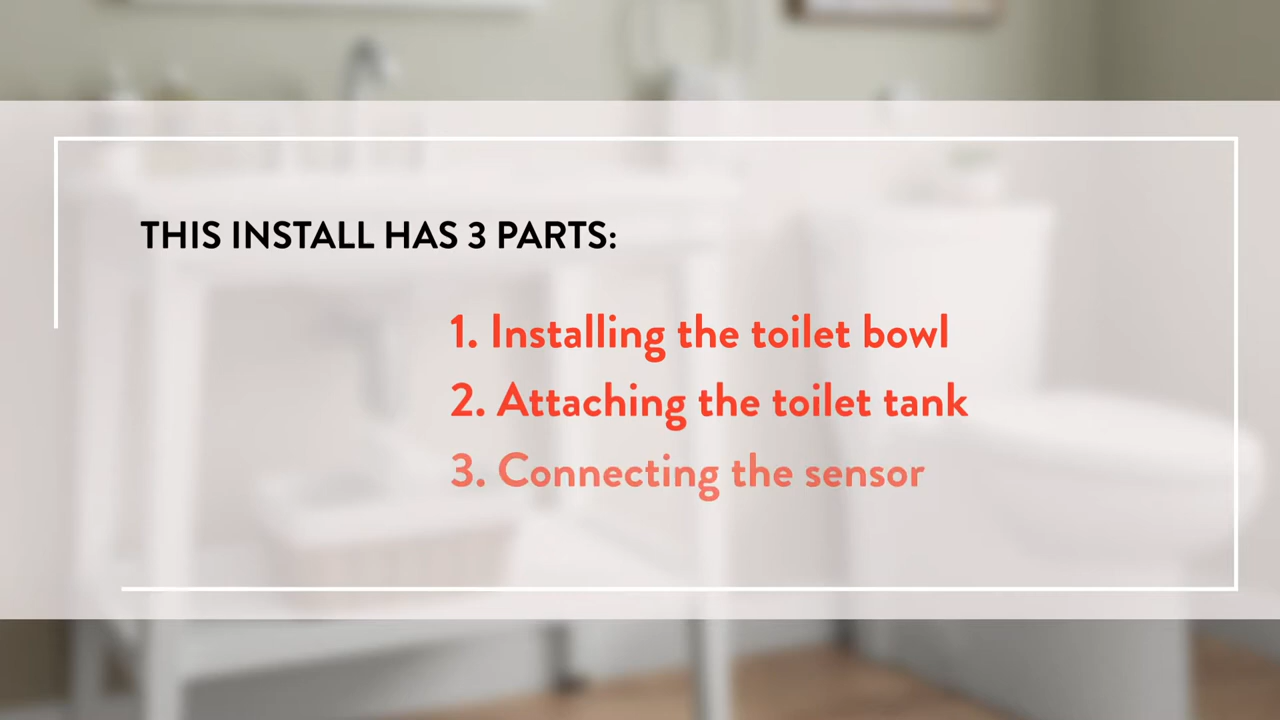 THIS INSTALL HAS 3 PARTS:
1. Installing the toilet bowl
2. Attaching the toilet tank
3. Connecting the sensor